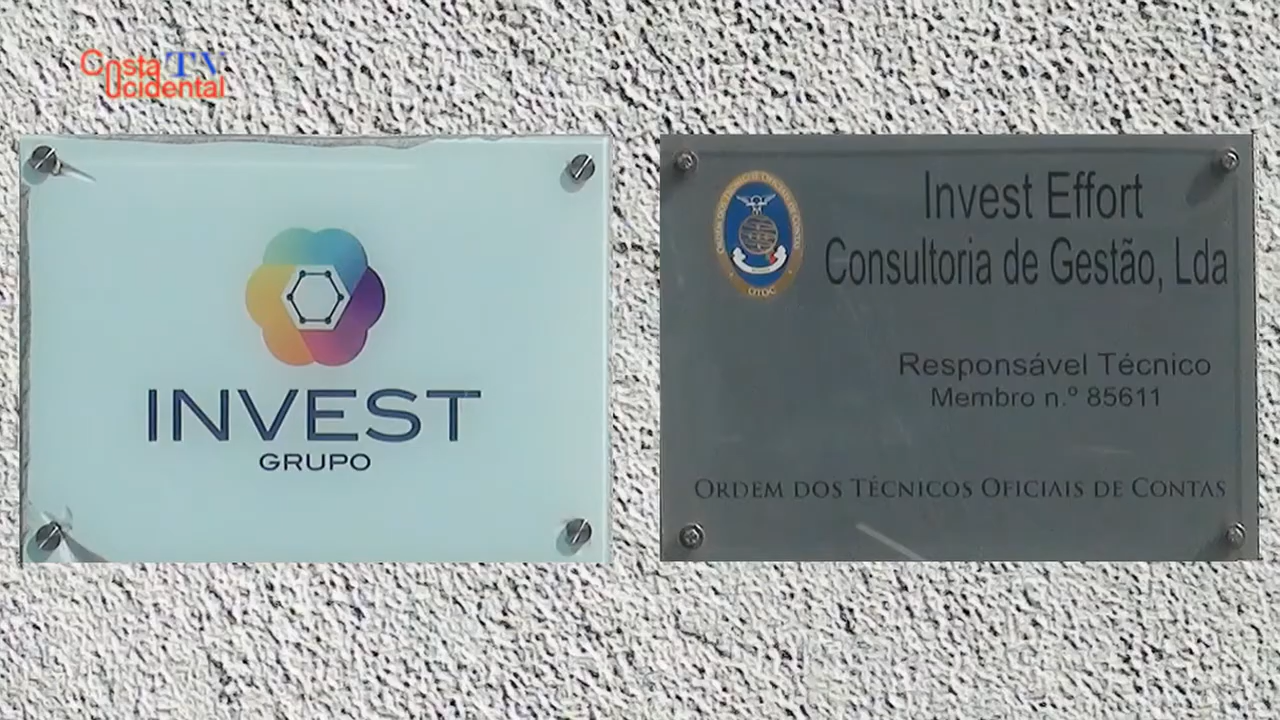 Costa TV
Ocidental
INVEST
GRUPO
Invest Effort
Consultoria de Gestão, Lda
Responsável Técnico
Membro n.º 85611
ORDEM DOS TÉCNICOS OFICIAIS DE CONTAS
OTOC